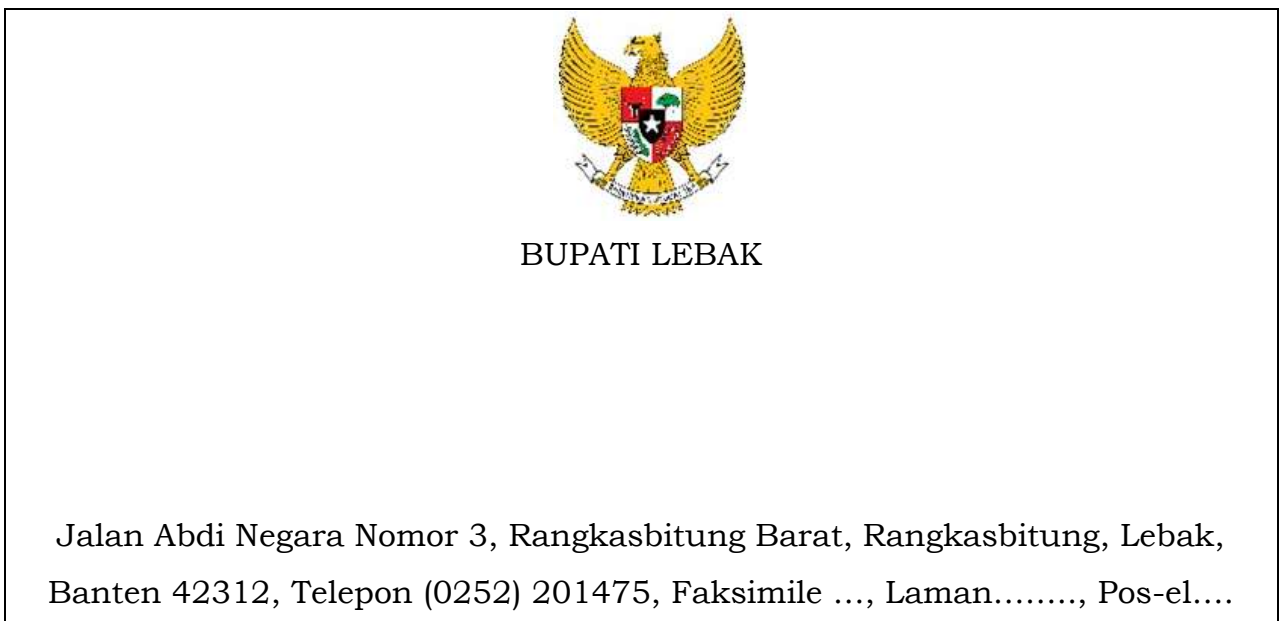 BUPATI LEBAK
Jalan Abdi Negara Nomor 3, Rangkasbitung Barat, Rangkasbitung, Lebak,
Banten 42312, Telepon (0252) 201475, Faksimile ..., Laman........, Pos-el....